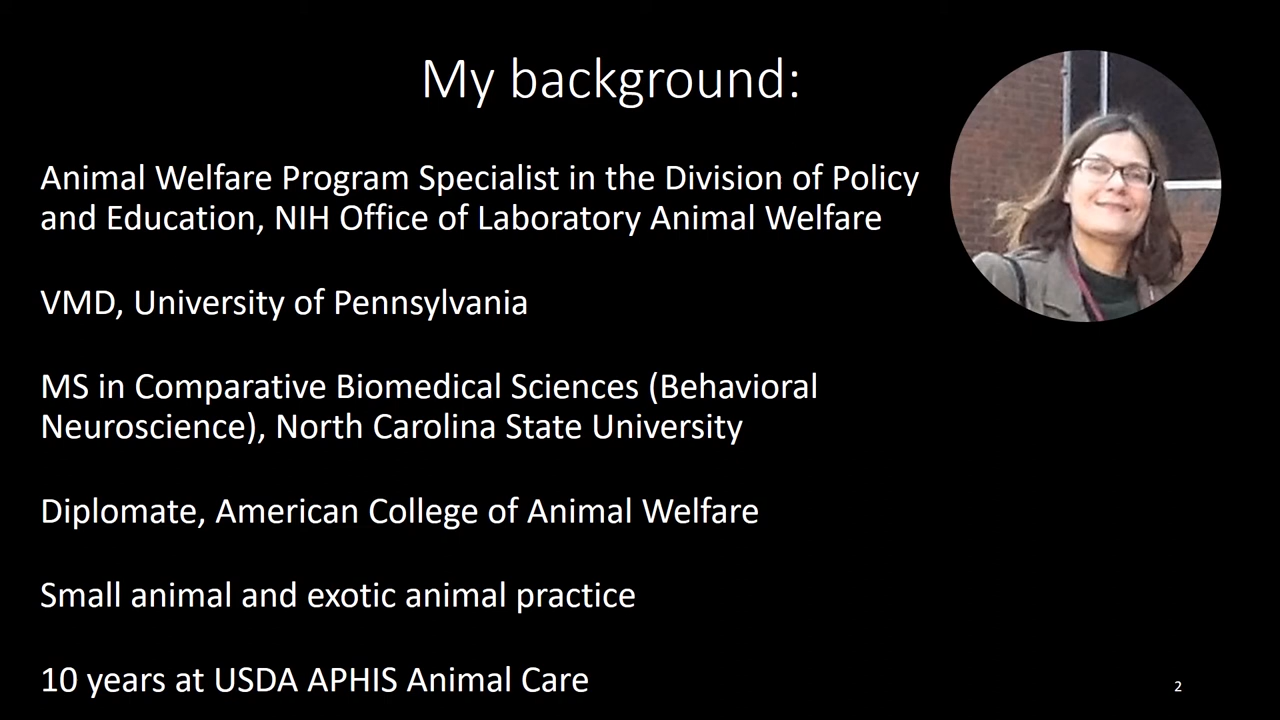 My background:
Animal Welfare Program Specialist in the Division of Policy
and Education, NIH Office of Laboratory Animal Welfare
VMD, University of Pennsylvania
MS in Comparative Biomedical Sciences (Behavioral
Neuroscience), North Carolina State University
Diplomate, American College of Animal Welfare
Small animal and exotic animal practice
10 years at USDA APHIS Animal Care
2